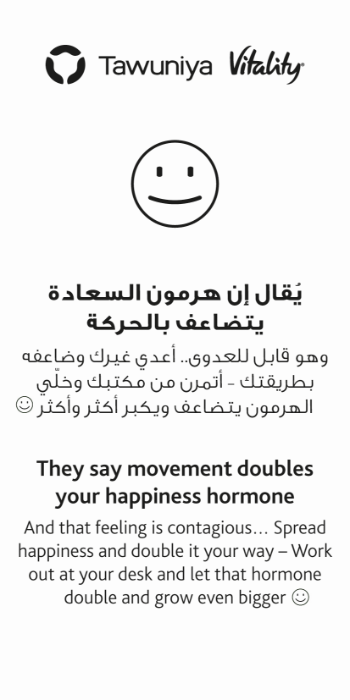 Tawuniya Vitality
يُقال إن هرمون السعادة
يتضاعف بالحركة
وهو قابل للعدوى.. أعدي غيرك وضاعفه
بطريقتك – أتمرن من مكتبك وخلّي
الهرمون يتضاعف ويكبر أكثر وأكثر ☺
They say movement doubles
your happiness hormone
And that feeling is contagious... Spread
happiness and double it your way – Work
out at your desk and let that hormone
double and grow even bigger ☺